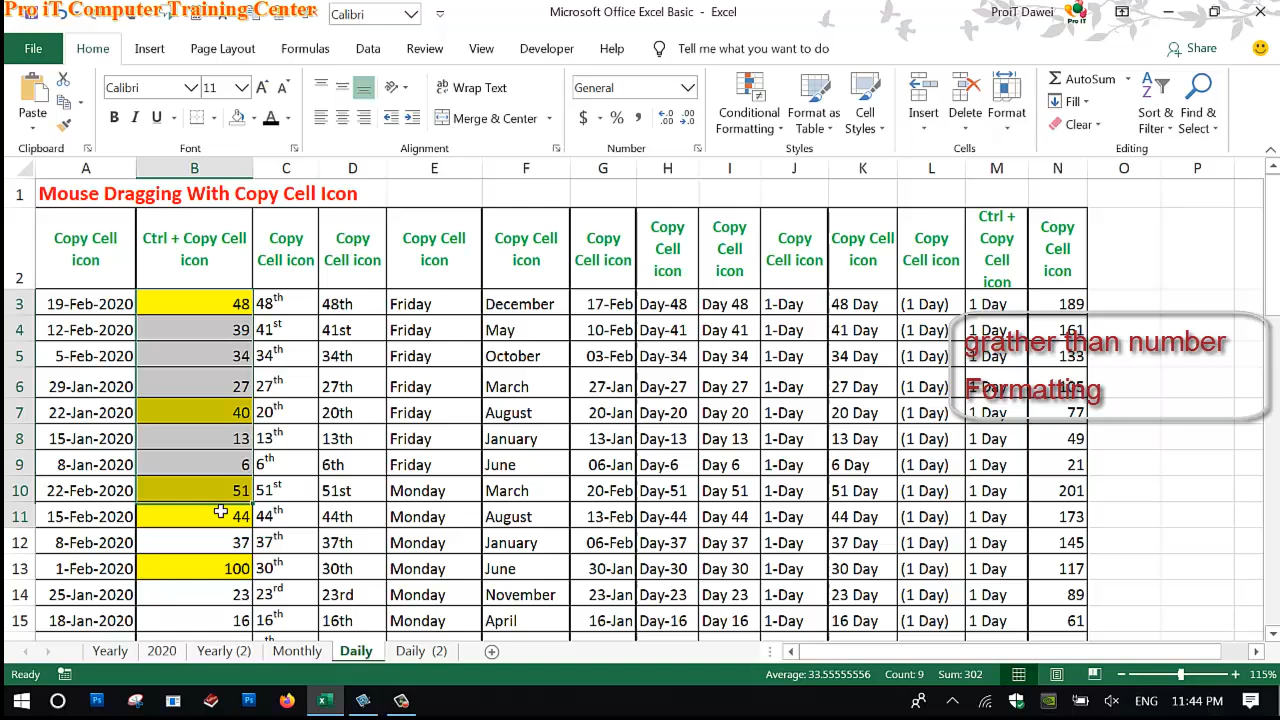 Pro iT Computer Training Center
Calibri
Microsoft Office Excel Basic - Excel
ProiT Dawei
Pro iT
File Home Insert Page Layout Formulas Data Review View Developer Help Tell me what you want to do Share
Paste
Calibri 11
B I U A
Wrap Text
Merge & Center
General
$ % ,
Conditional Formatting
Format as Table
Cell Styles
Insert
Delete
Format
AutoSum
Fill
Clear
Sort & Filter
Find & Select
Clipboard Font Alignment Number Styles Cells Editing
A B C D E F G H I J K L M N O P
1 Mouse Dragging With Copy Cell Icon
2 Copy Cell icon Ctrl + Copy Cell icon Copy Cell icon Copy Cell icon Copy Cell icon Copy Cell icon Copy Cell icon Copy Cell icon Copy Cell icon Copy Cell icon Copy Cell icon Copy Cell icon Ctrl + Copy Cell icon Copy Cell icon
3 19-Feb-2020 48 48th 48th Friday December 17-Feb Day-48 Day 48 1-Day 48 Day (1 Day) 1 Day 189
4 12-Feb-2020 39 41st 41st Friday May 10-Feb Day-41 Day 41 1-Day 41 Day (1 Day) 1 Day 161
5 5-Feb-2020 34 34th 34th Friday October 03-Feb Day-34 Day 34 1-Day 34 Day (1 Day) 1 Day 133
6 29-Jan-2020 27 27th 27th Friday March 27-Jan Day-27 Day 27 1-Day 27 Day (1 Day) 1 Day 105
7 22-Jan-2020 40 20th 20th Friday August 20-Jan Day-20 Day 20 1-Day 20 Day (1 Day) 1 Day 77
8 15-Jan-2020 13 13th 13th Friday January 13-Jan Day-13 Day 13 1-Day 13 Day (1 Day) 1 Day 49
9 8-Jan-2020 6 6th 6th Friday June 06-Jan Day-6 Day 6 1-Day 6 Day (1 Day) 1 Day 21
10 22-Feb-2020 51 51st 51st Monday March 20-Feb Day-51 Day 51 1-Day 51 Day (1 Day) 1 Day 201
11 15-Feb-2020 44 44th 44th Monday August 13-Feb Day-44 Day 44 1-Day 44 Day (1 Day) 1 Day 173
12 8-Feb-2020 37 37th 37th Monday January 06-Feb Day-37 Day 37 1-Day 37 Day (1 Day) 1 Day 145
13 1-Feb-2020 100 30th 30th Monday June 30-Jan Day-30 Day 30 1-Day 30 Day (1 Day) 1 Day 117
14 25-Jan-2020 23 23rd 23rd Monday November 23-Jan Day-23 Day 23 1-Day 23 Day (1 Day) 1 Day 89
15 18-Jan-2020 16 16th 16th Monday April 16-Jan Day-16 Day 16 1-Day 16 Day (1 Day) 1 Day 61
grather than number
Formatting
Yearly 2020 Yearly (2) Monthly Daily Daily (2)
Ready Average: 33.55555556 Count: 9 Sum: 302 115%
ENG 11:44 PM